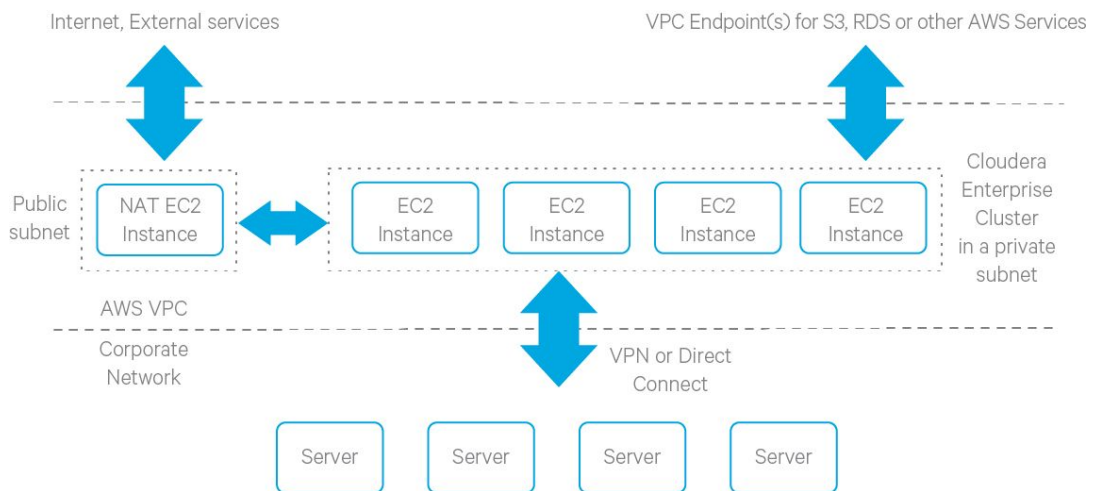 Internet, External services
VPC Endpoint(s) for S3, RDS or other AWS Services
Public
subnet
NAT EC2
Instance
EC2
Instance
EC2
Instance
EC2
Instance
EC2
Instance
Cloudera
Enterprise
Cluster
in a private
subnet
AWS VPC
Corporate
Network
VPN or Direct
Connect
Server
Server
Server
Server